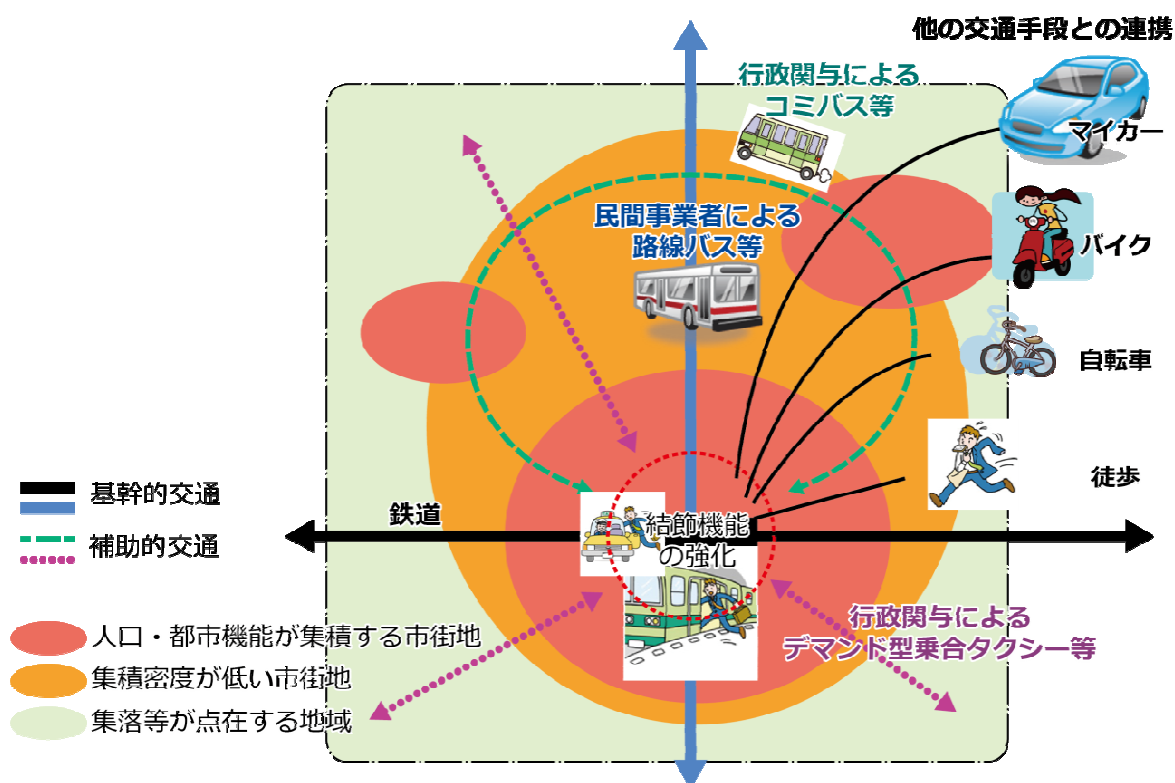 他の交通手段との連携
行政関与による
コミバス等
マイカー
民間事業者による
路線バス等
バイク
自転車
徒歩
基幹的交通
鉄道
結節機能
の強化
補助的交通
行政関与による
デマンド型乗合タクシー等
人口・都市機能が集積する市街地
集積密度が低い市街地
集落等が点在する地域